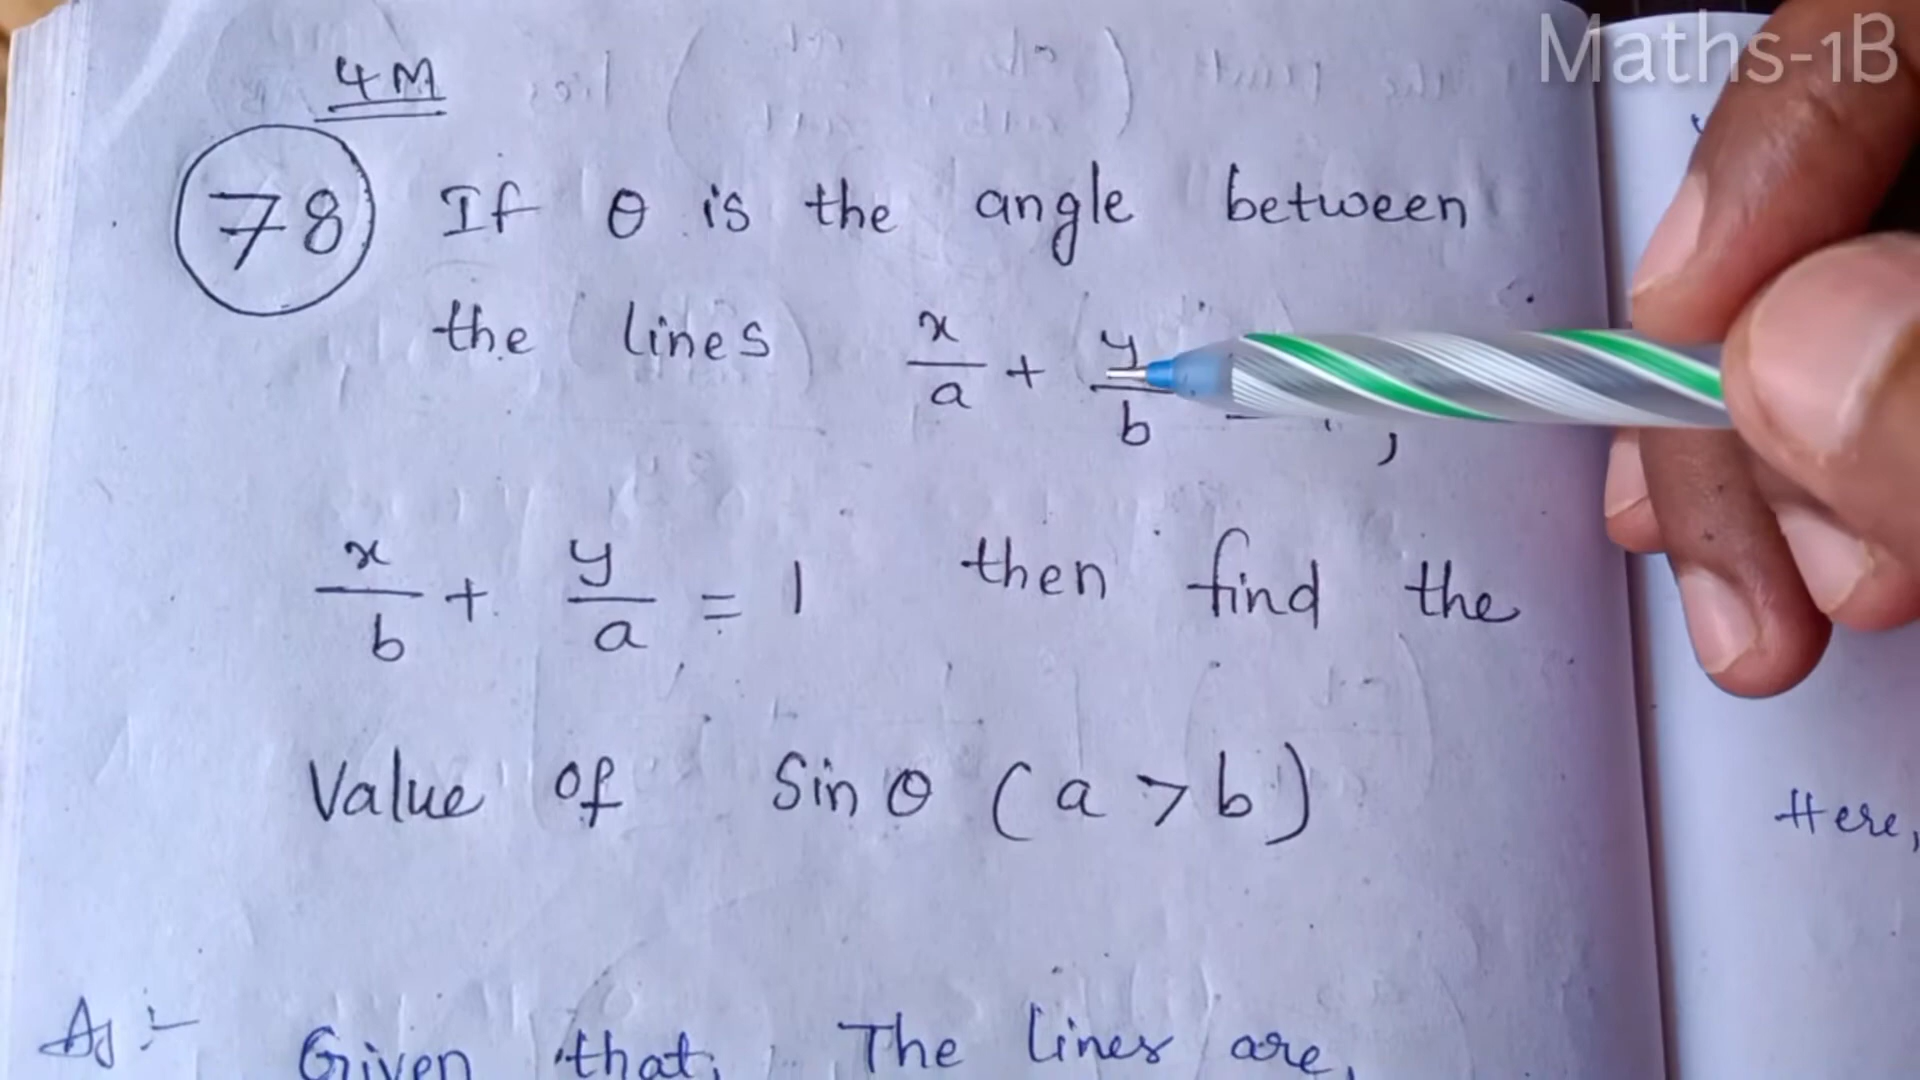 Maths-1B
4M
78 If θ is the angle between
the lines x/a + y/b ,
x/b + y/a = 1 then find the
Value of Sin θ (a > b)
Here,
As :- Given that, The lines are,